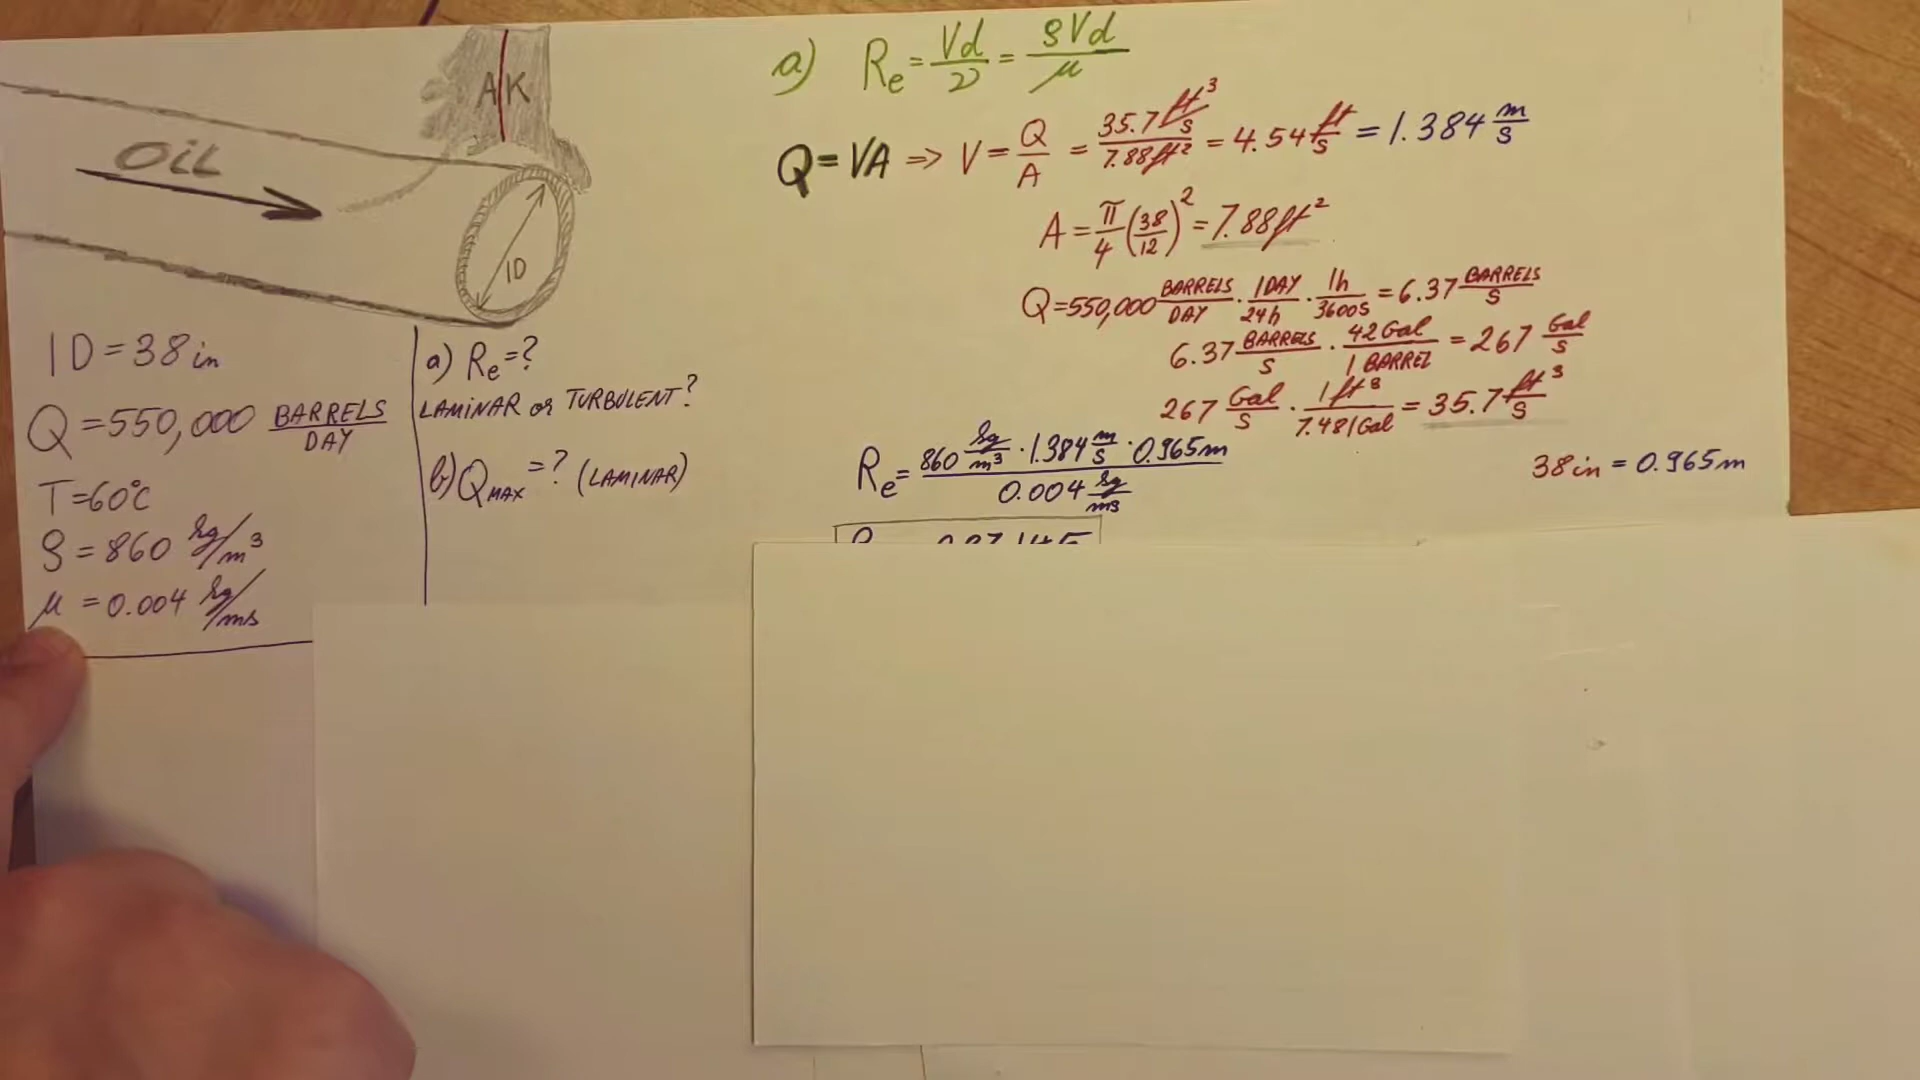 AK
OiL
ID
ID = 38 in
Q = 550,000 BARRELS/DAY
T = 60°C
ρ = 860 kg/m³
μ = 0.004 kg/ms
a) Re = ?
LAMINAR or TURBULENT?
b) QMAX = ? (LAMINAR)
a) Re = Vd/ν = ρVd/μ
Q = VA => V = Q/A = 35.7 ft³/s / 7.88 ft² = 4.54 ft/s = 1.384 m/s
A = π/4 (38/12)² = 7.88 ft²
Q = 550,000 BARRELS/DAY · 1DAY/24h · 1h/3600s = 6.37 BARRELS/s
6.37 BARRELS/s · 42 Gal/1 BARREL = 267 Gal/s
267 Gal/s · 1 ft³/7.481 Gal = 35.7 ft³/s
Re = 860 kg/m³ · 1.384 m/s · 0.965m / 0.004 kg/ms
38 in = 0.965 m